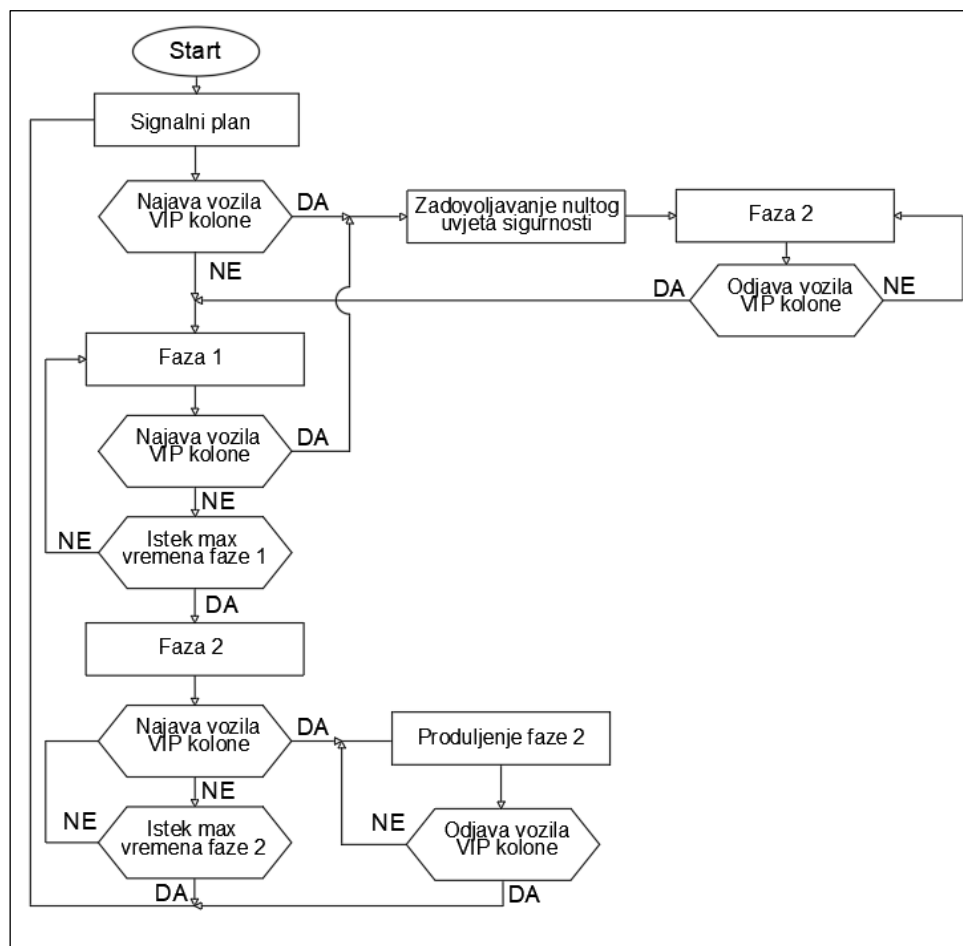 Start
Signalni plan
Najava vozila
VIP kolone
DA
NE
Zadovoljavanje nultog
uvjeta sigurnosti
Faza 2
Odjava vozila
VIP kolone
DA
NE
Faza 1
Najava vozila
VIP kolone
DA
NE
Istek max
vremena faze 1
NE
DA
Faza 2
Najava vozila
VIP kolone
DA
NE
Produljenje faze 2
Istek max
vremena faze 2
NE
DA
Odjava vozila
VIP kolone
NE
DA